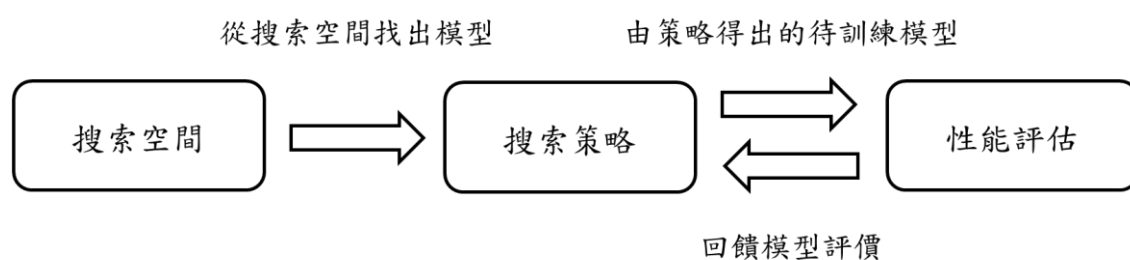 從搜索空間找出模型
由策略得出的待訓練模型
搜索空間
搜索策略
性能評估
回饋模型評價